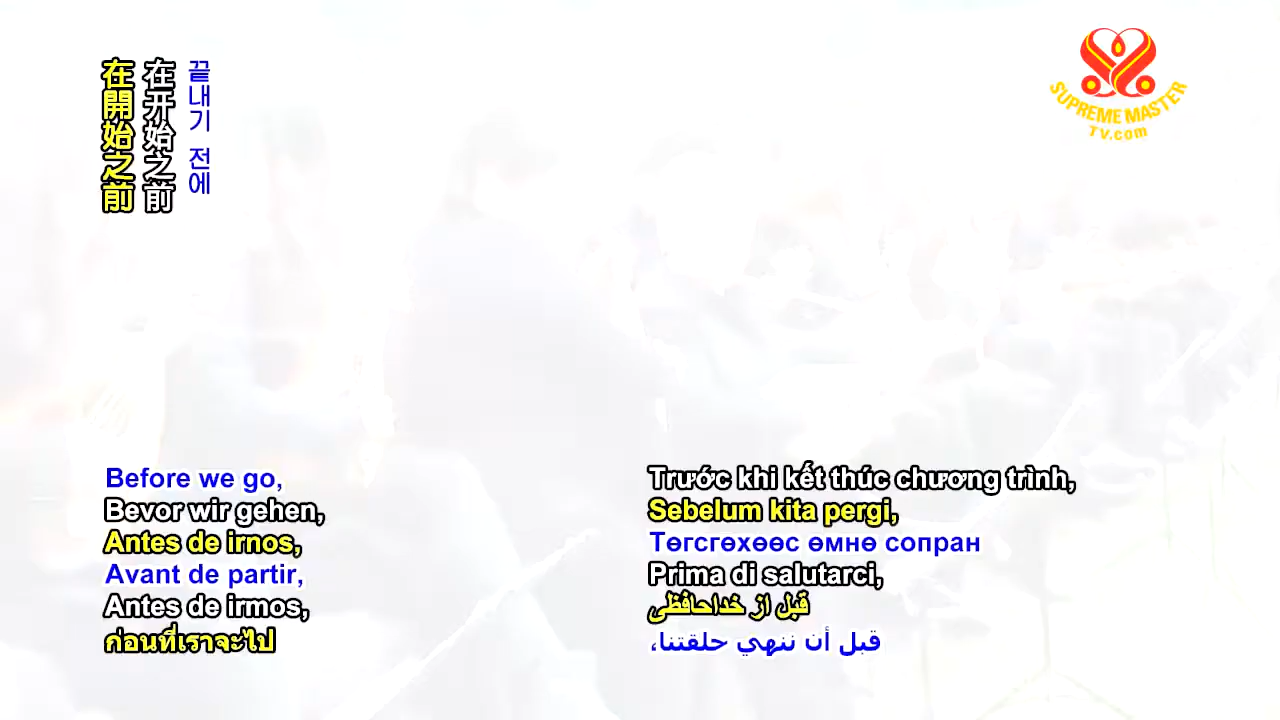 在開始之前
在开始之前
끝내기 전에
SUPREME MASTER
TV.com
Before we go,
Bevor wir gehen,
Antes de irnos,
Avant de partir,
Antes de irmos,
ก่อนที่เราจะไป
Trước khi kết thúc chương trình,
Sebelum kita pergi,
Төгсгөхөөс өмнө сопран
Prima di salutarci,
قبل از خداحافظی
قبل أن ننهي حلقتنا،